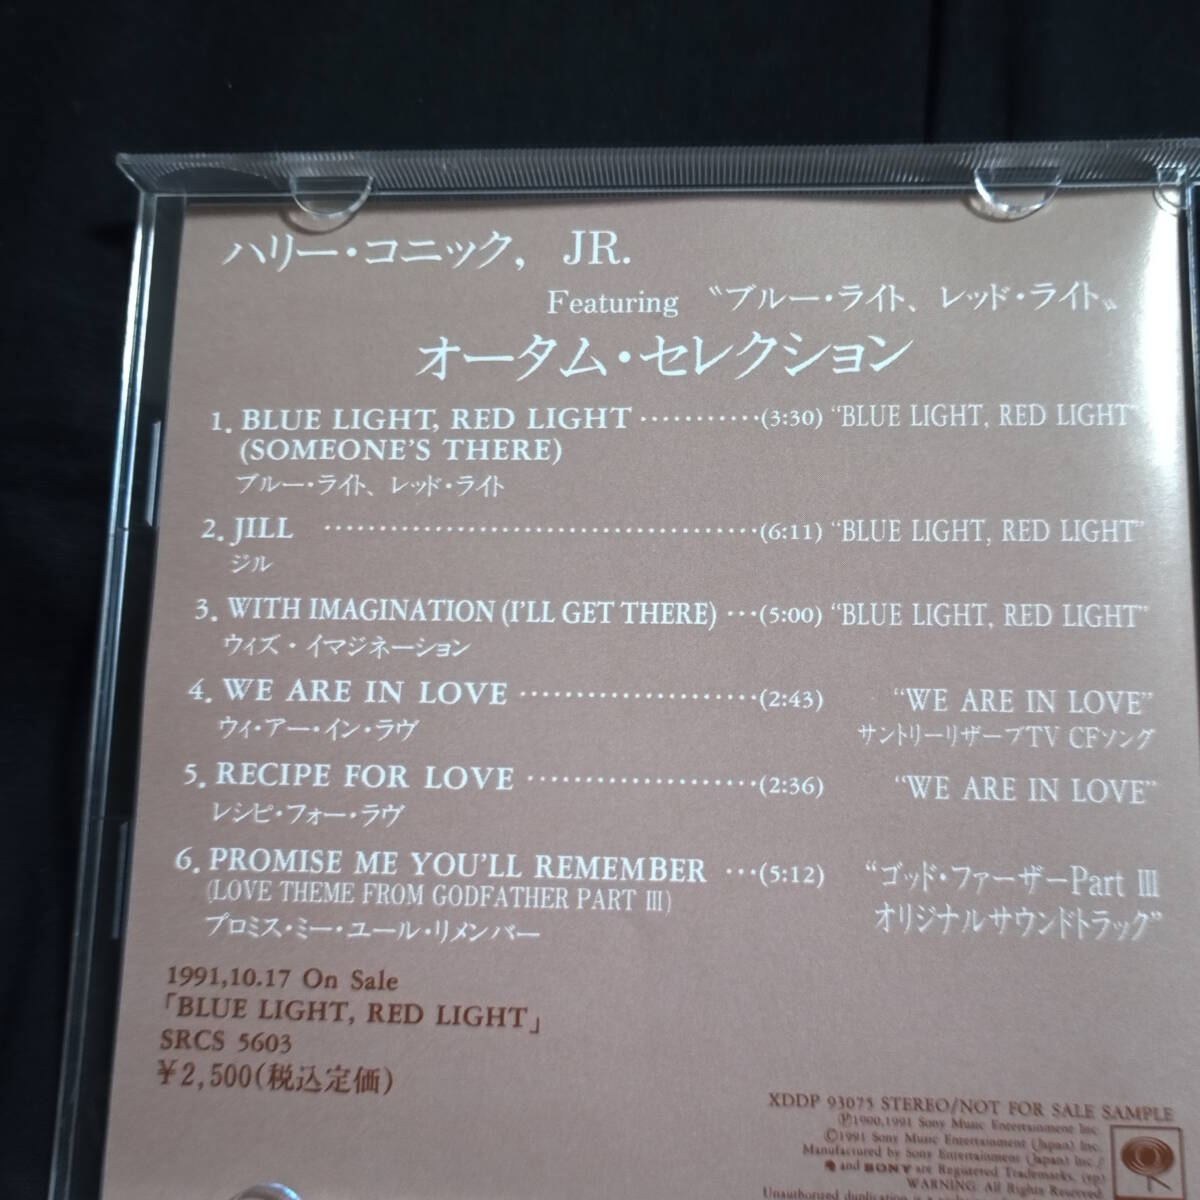 ハリー・コニック, JR.
Featuring 〝ブルー・ライト、レッド・ライト〟
オータム・セレクション
1. BLUE LIGHT, RED LIGHT ・・・・・・・・・・・(3:30) “BLUE LIGHT, RED LIGHT”
(SOMEONE'S THERE)
ブルー・ライト、レッド・ライト
2. JILL ・・・・・・・・・・・・・・・・・・・・・・・・・・・・・・・・・・・・・・・(6:11) “BLUE LIGHT, RED LIGHT”
ジル
3. WITH IMAGINATION (I'LL GET THERE) ・・・(5:00) “BLUE LIGHT, RED LIGHT”
ウィズ・イマジネーション
4. WE ARE IN LOVE ・・・・・・・・・・・・・・・・・・・・・・(2:43) “WE ARE IN LOVE”
ウィ・アー・イン・ラヴ サントリーリザーブTV CFソング
5. RECIPE FOR LOVE ・・・・・・・・・・・・・・・・・・・・・(2:36) “WE ARE IN LOVE”
レシピ・フォー・ラヴ
6. PROMISE ME YOU'LL REMEMBER ・・・(5:12) “ゴッド・ファーザーPart III
(LOVE THEME FROM GODFATHER PART III) オリジナルサウンドトラック”
プロミス・ミー・ユール・リメンバー
1991,10.17 On Sale
「BLUE LIGHT, RED LIGHT」
SRCS 5603
¥2,500(税込定価)
XDDP 93075 STEREO/NOT FOR SALE SAMPLE
Ⓟ1990,1991 Sony Music Entertainment Inc.
©1991 Sony Music Entertainment (Japan) Inc.
Manufactured by Sony Entertainment (Japan) Inc./
and SONY are Registered Trademarks. (yp)
WARNING: All Rights Reserved.
Unauthorized duplication is a